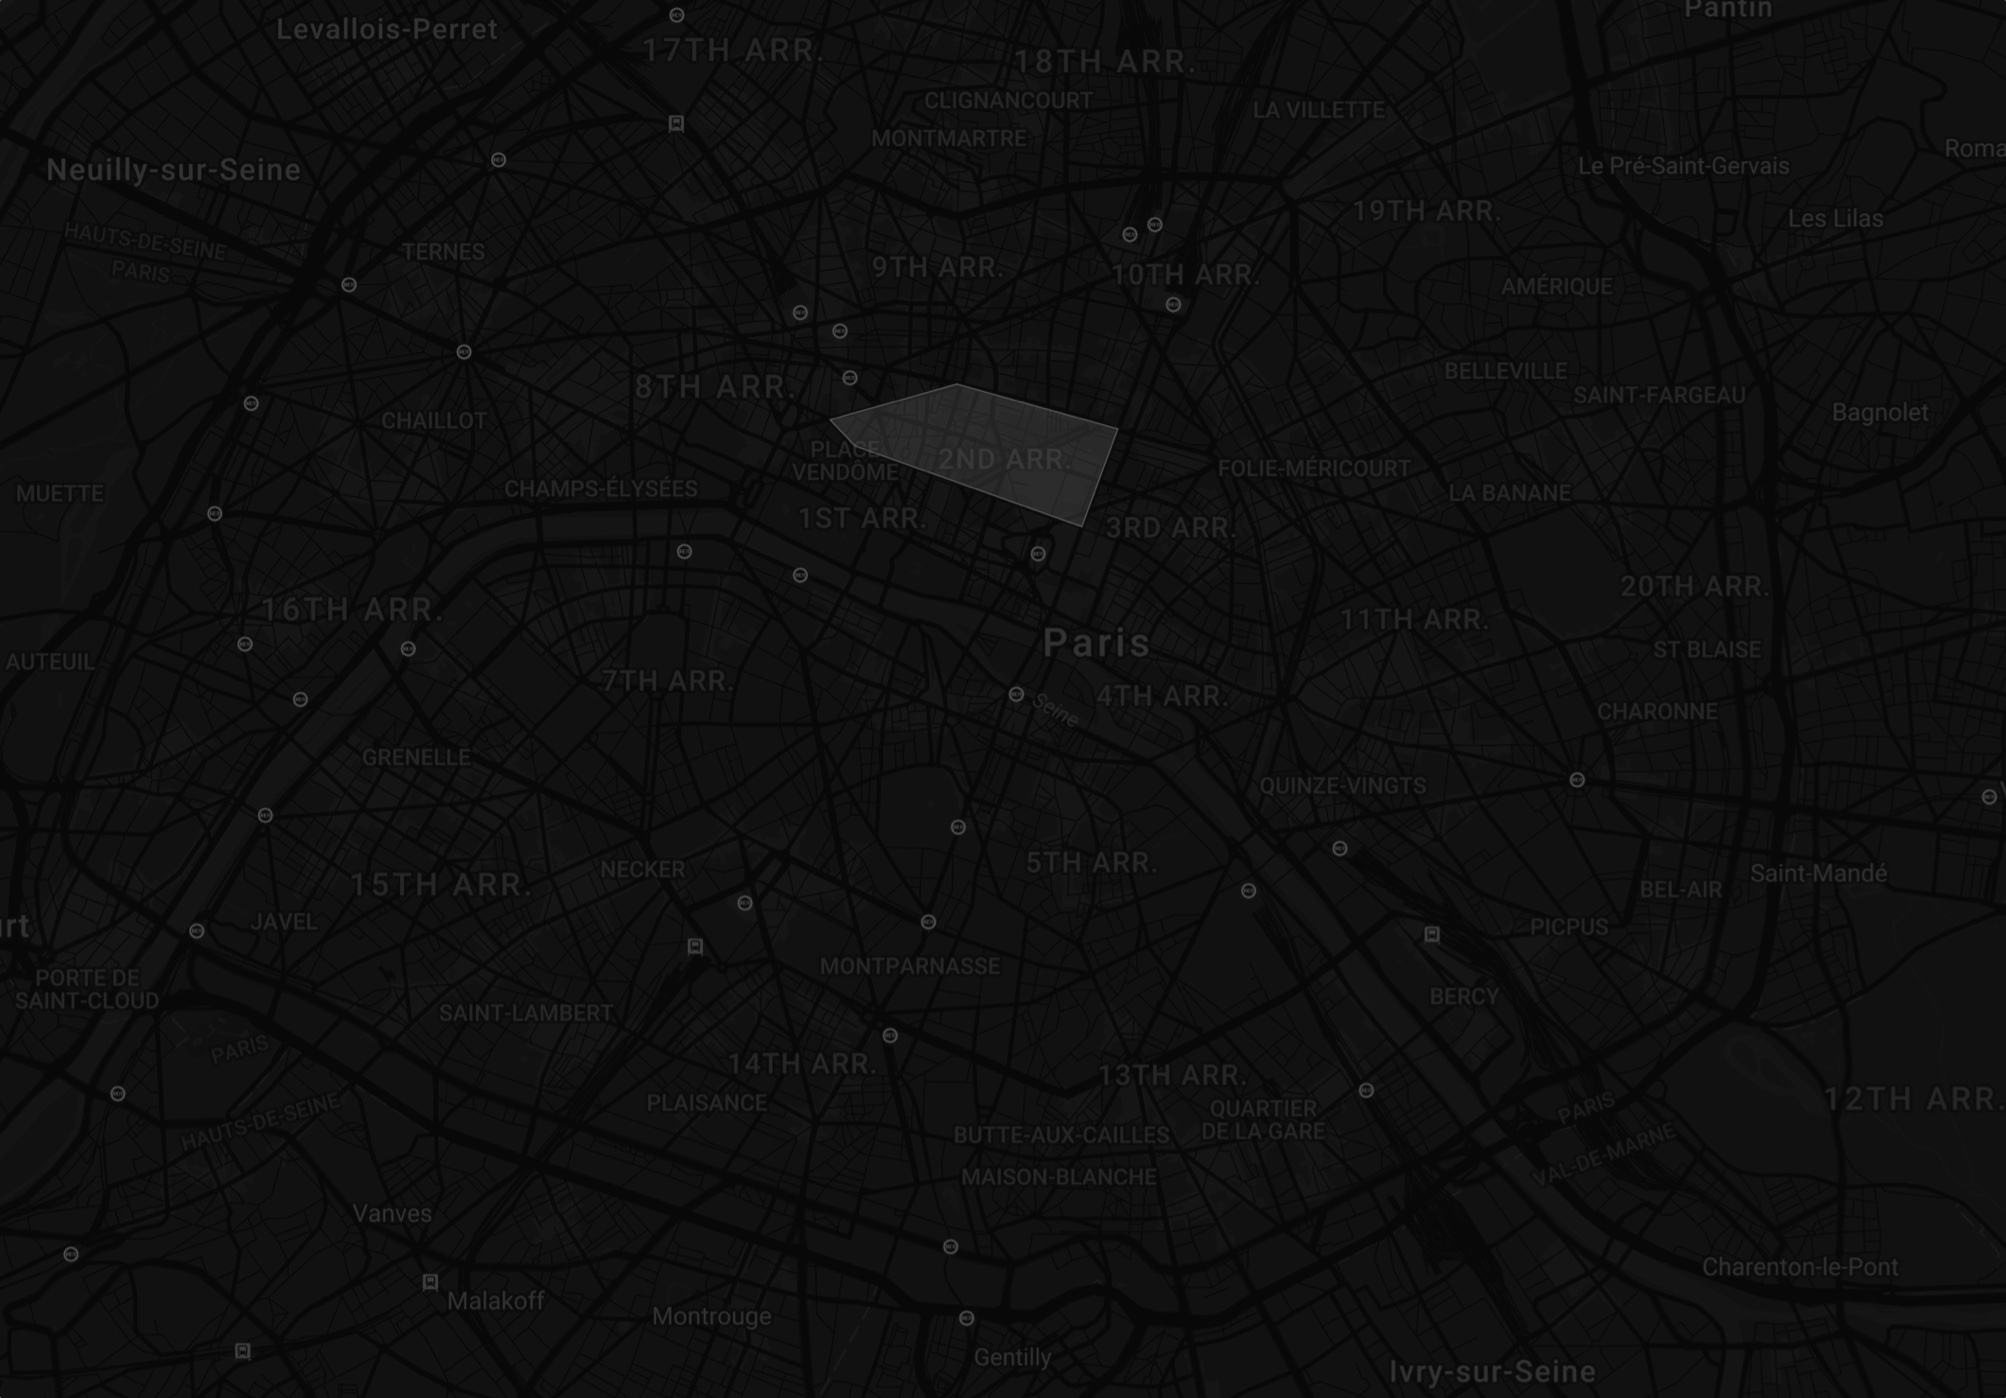 Levallois-Perret
17TH ARR.
18TH ARR.
Pantin
CLIGNANCOURT
LA VILLETTE
MONTMARTRE
Neuilly-sur-Seine
Le Pré-Saint-Gervais
Roma
HAUTS-DE-SEINE
PARIS
TERNES
19TH ARR.
Les Lilas
9TH ARR.
10TH ARR.
AMÉRIQUE
8TH ARR.
BELLEVILLE
SAINT-FARGEAU
Bagnolet
CHAILLOT
PLACE
VENDÔME
2ND ARR.
FOLIE-MÉRICOURT
MUETTE
CHAMPS-ÉLYSÉES
LA BANANE
1ST ARR.
3RD ARR.
16TH ARR.
20TH ARR.
11TH ARR.
Paris
AUTEUIL
ST BLAISE
7TH ARR.
4TH ARR.
Seine
CHARONNE
GRENELLE
QUINZE-VINGTS
NECKER
5TH ARR.
Saint-Mandé
15TH ARR.
BEL-AIR
urt
JAVEL
PICPUS
MONTPARNASSE
PORTE DE
SAINT-CLOUD
BERCY
SAINT-LAMBERT
PARIS
14TH ARR.
13TH ARR.
12TH ARR.
PLAISANCE
HAUTS-DE-SEINE
QUARTIER
DE LA GARE
PARIS
BUTTE-AUX-CAILLES
VAL-DE-MARNE
MAISON-BLANCHE
Vanves
Charenton-le-Pont
Malakoff
Montrouge
Gentilly
Ivry-sur-Seine